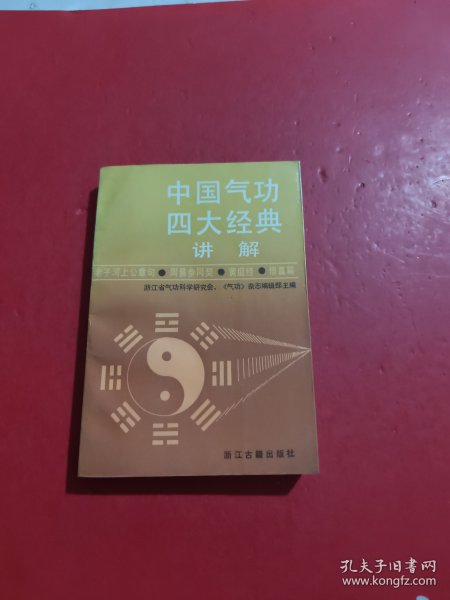 中国气功
四大经典
讲解
老子河上公章句●周易参同契●黄庭经●悟真篇
浙江省气功科学研究会、《气功》杂志编辑部主编
浙江古籍出版社
孔夫子旧书网
www.kongfz.com